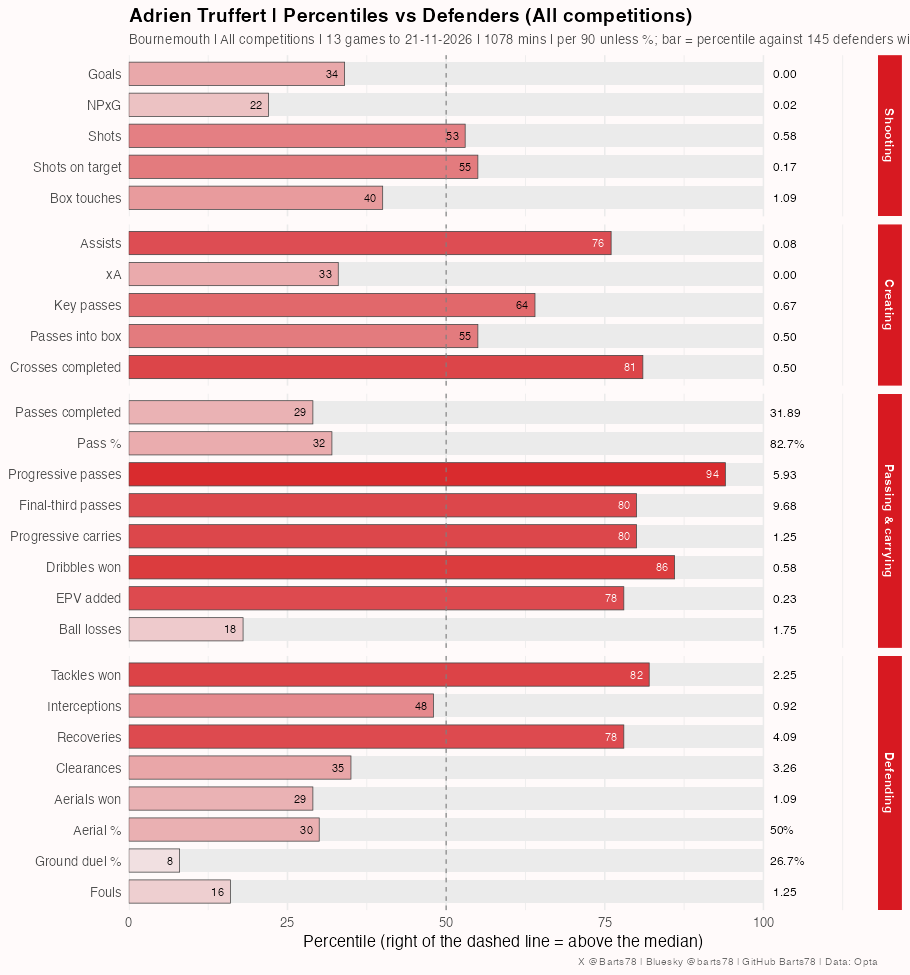 Adrien Truffert | Percentiles vs Defenders (All competitions)
Bournemouth | All competitions | 13 games to 21-11-2026 | 1078 mins | per 90 unless %; bar = percentile against 145 defenders wi
Goals 34 0.00
NPxG 22 0.02
Shots 53 0.58
Shots on target 55 0.17
Box touches 40 1.09
Shooting
Assists 76 0.08
xA 33 0.00
Key passes 64 0.67
Passes into box 55 0.50
Crosses completed 81 0.50
Creating
Passes completed 29 31.89
Pass % 32 82.7%
Progressive passes 94 5.93
Final-third passes 80 9.68
Progressive carries 80 1.25
Dribbles won 86 0.58
EPV added 78 0.23
Ball losses 18 1.75
Passing & carrying
Tackles won 82 2.25
Interceptions 48 0.92
Recoveries 78 4.09
Clearances 35 3.26
Aerials won 29 1.09
Aerial % 30 50%
Ground duel % 8 26.7%
Fouls 16 1.25
Defending
0 25 50 75 100
Percentile (right of the dashed line = above the median)
X @Barts78 | Bluesky @barts78 | GitHub Barts78 | Data: Opta